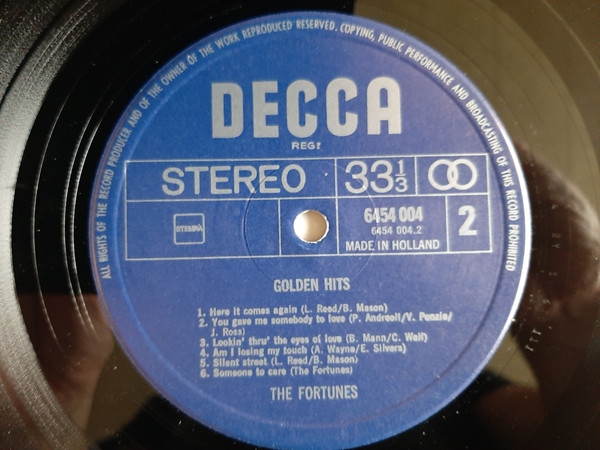 ALL RIGHTS OF THE RECORD PRODUCER AND OF THE OWNER OF THE WORK REPRODUCED RESERVED. COPYING, PUBLIC PERFORMANCE AND BROADCASTING OF THIS RECORD PROHIBITED
DECCA
REGT
STEREO
33 1/3
STEMRA
6454 004
6454 004.2
MADE IN HOLLAND
2
GOLDEN HITS
1. Here it comes again (L. Reed/B. Mason)
2. You gave me somebody to love (P. Andreoli/V. Poncia/
J. Ross)
3. Lookin' thru' the eyes of love (B. Mann/C. Weil)
4. Am I losing my touch (A. Wayne/E. Silvers)
5. Silent street (L. Reed/B. Mason)
6. Someone to care (The Fortunes)
THE FORTUNES